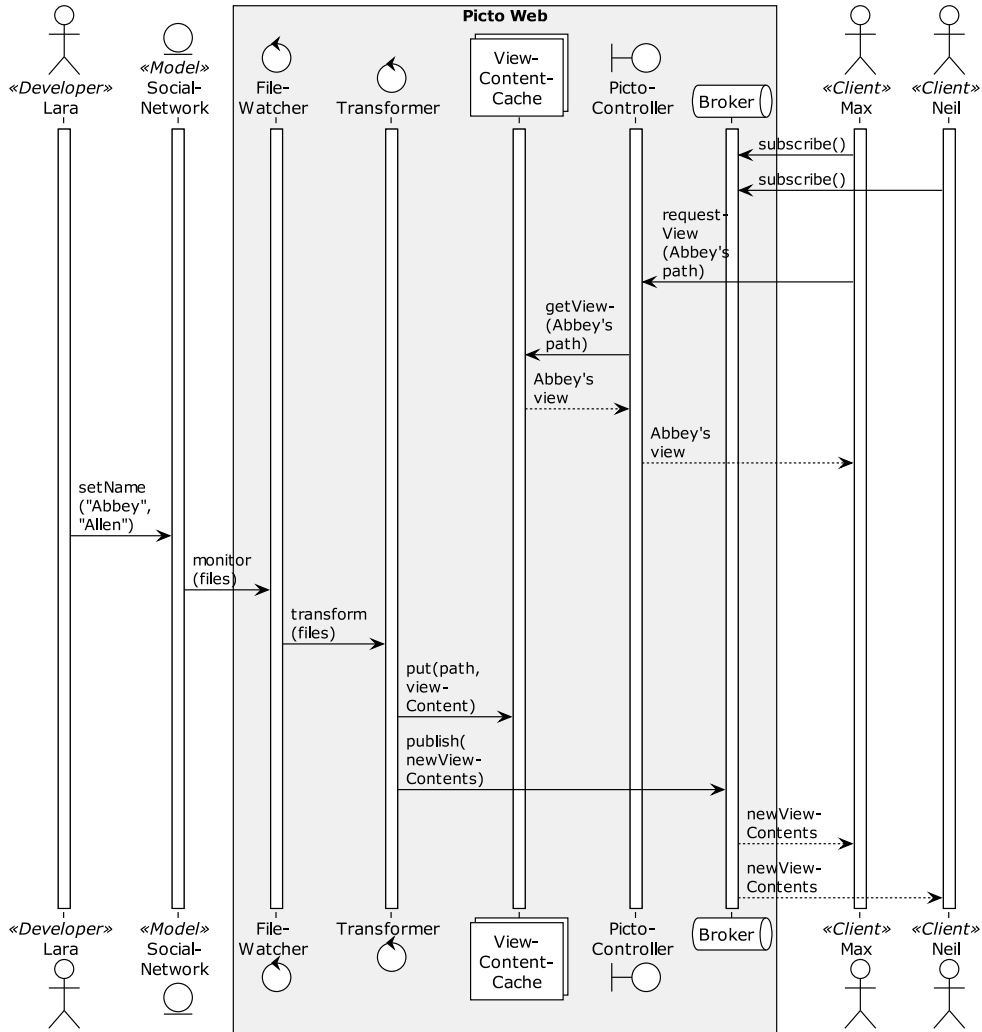 Picto Web
«Developer»
Lara
«Model»
Social-
Network
File-
Watcher
Transformer
View-
Content-
Cache
Picto-
Controller
Broker
«Client»
Max
«Client»
Neil
subscribe()
subscribe()
request-
View
(Abbey's
path)
getView-
(Abbey's
path)
Abbey's
view
Abbey's
view
setName
("Abbey",
"Allen")
monitor
(files)
transform
(files)
put(path,
view-
Content)
publish(
newView-
Contents)
newView-
Contents
newView-
Contents
«Developer»
Lara
«Model»
Social-
Network
File-
Watcher
Transformer
View-
Content-
Cache
Picto-
Controller
Broker
«Client»
Max
«Client»
Neil